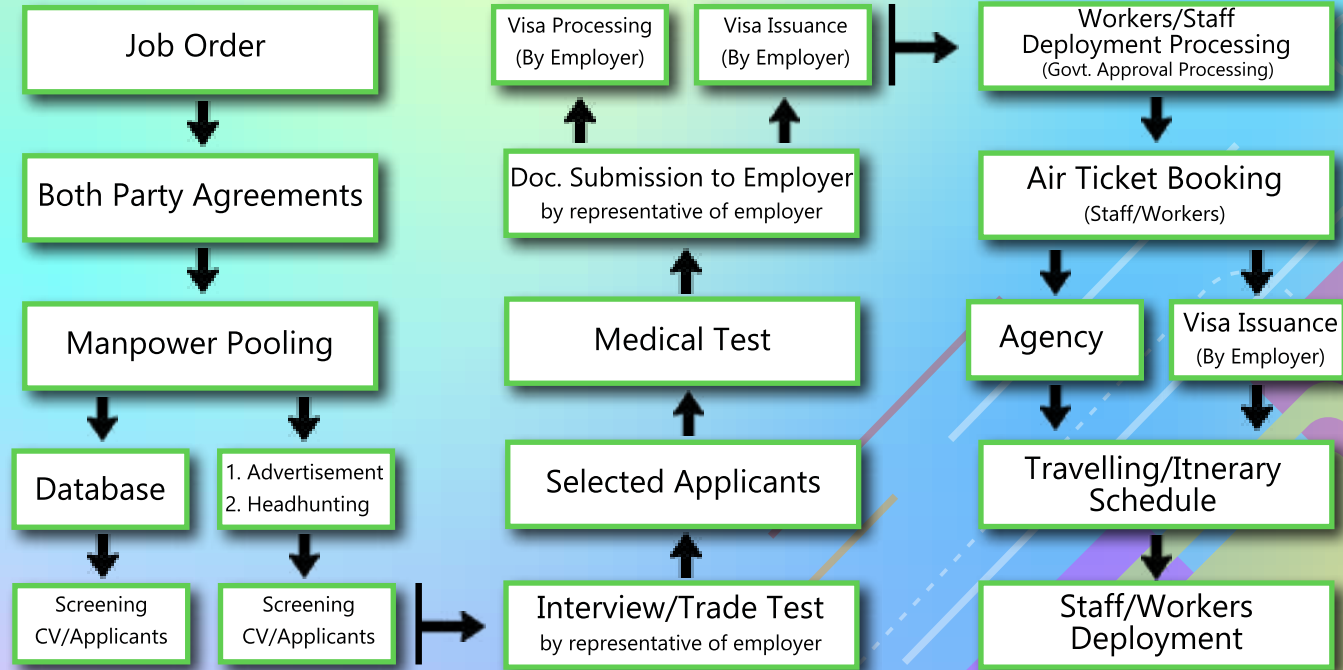 Job Order
Both Party Agreements
Manpower Pooling
Database
1. Advertisement
2. Headhunting
Screening
CV/Applicants
Screening
CV/Applicants
Interview/Trade Test
by representative of employer
Selected Applicants
Medical Test
Doc. Submission to Employer
by representative of employer
Visa Processing
(By Employer)
Visa Issuance
(By Employer)
Workers/Staff
Deployment Processing
(Govt. Approval Processing)
Air Ticket Booking
(Staff/Workers)
Agency
Visa Issuance
(By Employer)
Travelling/Itnerary
Schedule
Staff/Workers
Deployment